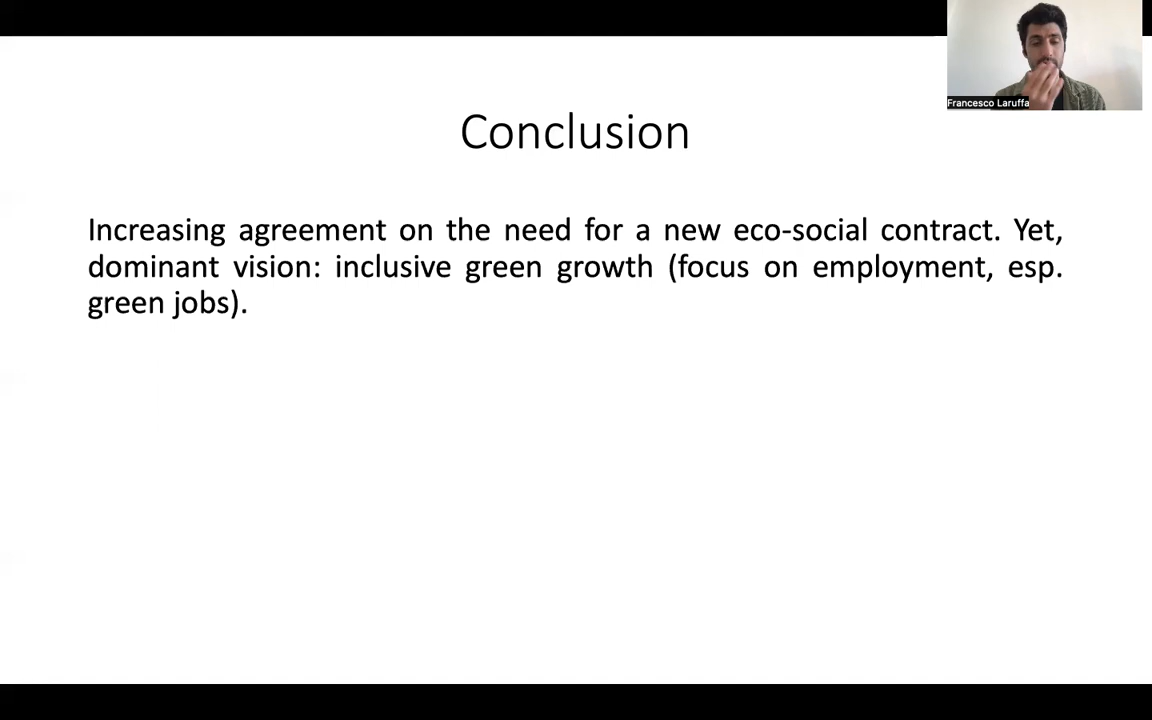 Francesco Laruffa
Conclusion
Increasing agreement on the need for a new eco-social contract. Yet,
dominant vision: inclusive green growth (focus on employment, esp.
green jobs).